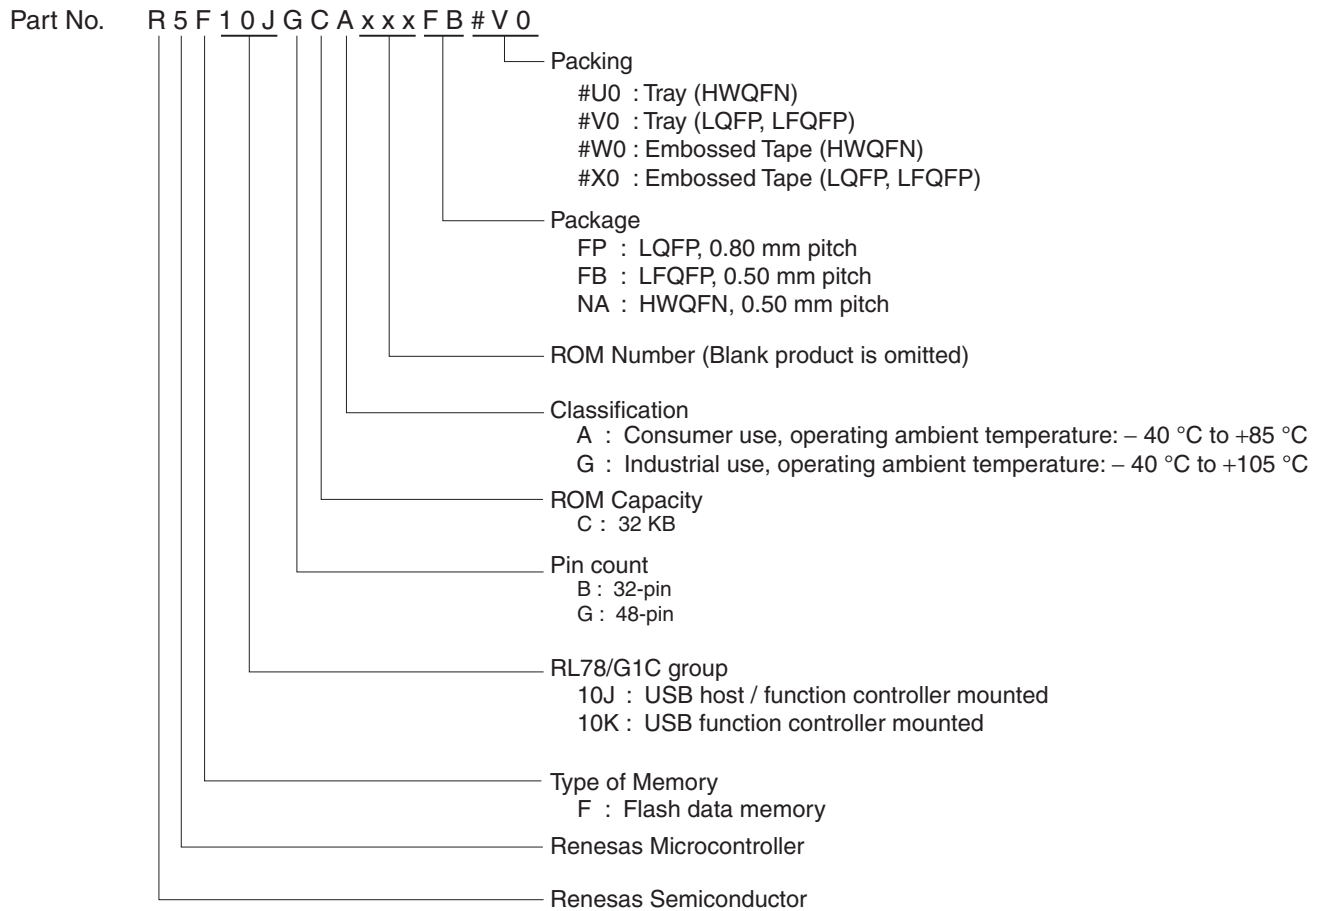 Part No. R 5 F 1 0 J G C A x x x F B # V 0
Packing
#U0 : Tray (HWQFN)
#V0 : Tray (LQFP, LFQFP)
#W0 : Embossed Tape (HWQFN)
#X0 : Embossed Tape (LQFP, LFQFP)
Package
FP : LQFP, 0.80 mm pitch
FB : LFQFP, 0.50 mm pitch
NA : HWQFN, 0.50 mm pitch
ROM Number (Blank product is omitted)
Classification
A : Consumer use, operating ambient temperature: – 40 °C to +85 °C
G : Industrial use, operating ambient temperature: – 40 °C to +105 °C
ROM Capacity
C : 32 KB
Pin count
B : 32-pin
G : 48-pin
RL78/G1C group
10J : USB host / function controller mounted
10K : USB function controller mounted
Type of Memory
F : Flash data memory
Renesas Microcontroller
Renesas Semiconductor